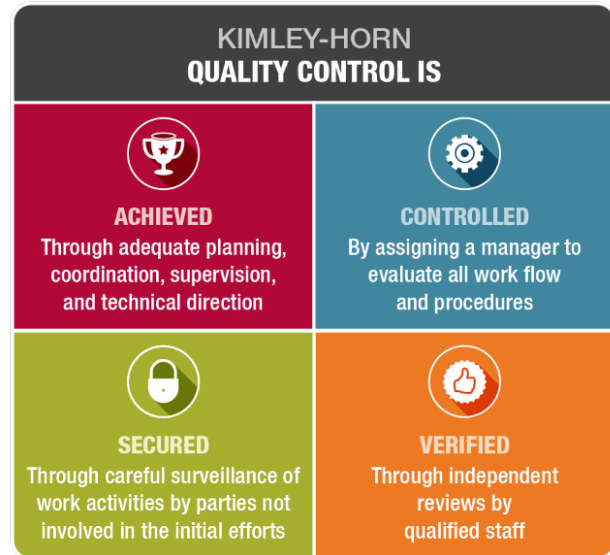 KIMLEY-HORN
QUALITY CONTROL IS
ACHIEVED
Through adequate planning,
coordination, supervision,
and technical direction
CONTROLLED
By assigning a manager to
evaluate all work flow
and procedures
SECURED
Through careful surveillance of
work activities by parties not
involved in the initial efforts
VERIFIED
Through independent
reviews by
qualified staff